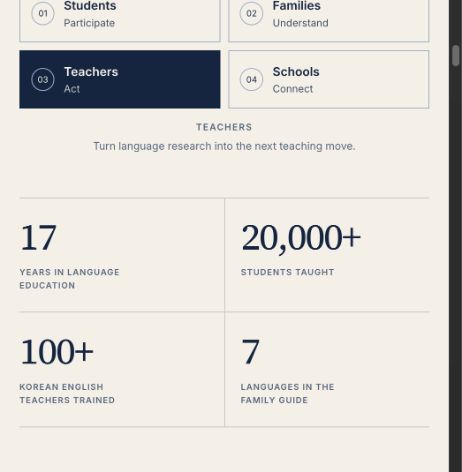 01
Students
Participate
02
Families
Understand
03
Teachers
Act
04
Schools
Connect
TEACHERS
Turn language research into the next teaching move.
17
YEARS IN LANGUAGE
EDUCATION
20,000+
STUDENTS TAUGHT
100+
KOREAN ENGLISH
TEACHERS TRAINED
7
LANGUAGES IN THE
FAMILY GUIDE